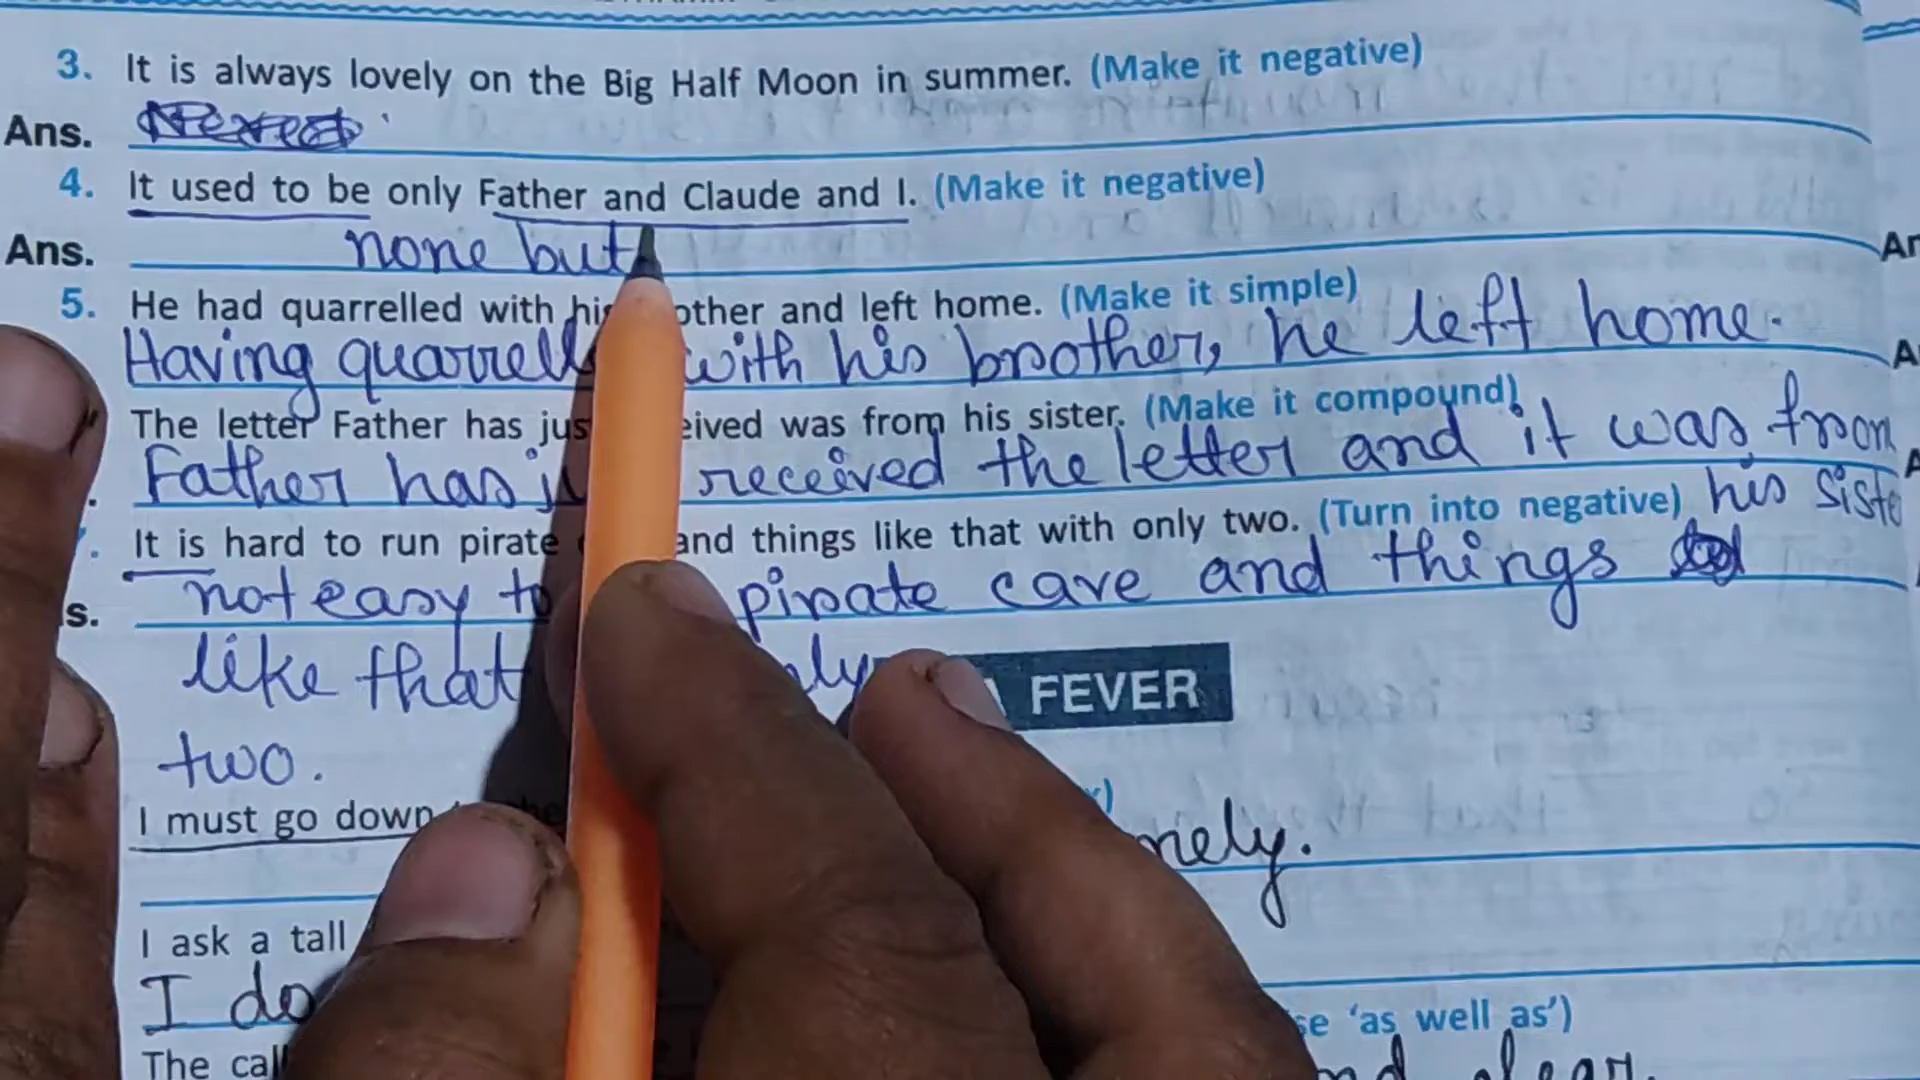 3. It is always lovely on the Big Half Moon in summer. (Make it negative)
Ans.
4. It used to be only Father and Claude and I. (Make it negative)
Ans. none but
5. He had quarrelled with his other and left home. (Make it simple)
Having quarrell with his brother, he left home.
The letter Father has jus eived was from his sister. (Make it compound)
Father has received the letter and it was from
his siste
It is hard to run pirate and things like that with only two. (Turn into negative)
s. not easy to pirate cave and things
like that nly
A FEVER
two.
I must go down
nely.
I ask a tall
I do
se 'as well as')
The cal
nd clear.